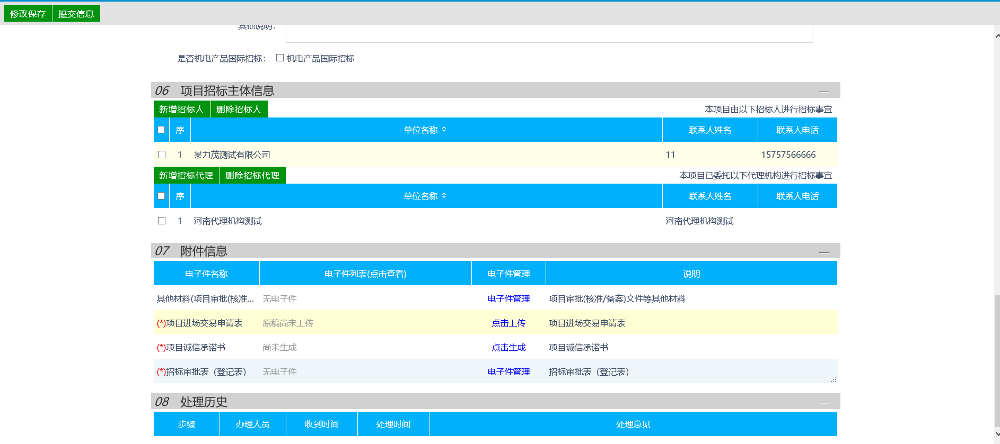 修改保存 提交信息
其他说明：
是否机电产品国际招标： 机电产品国际招标
06 项目招标主体信息
新增招标人 删除招标人 本项目由以下招标人进行招标事宜
序 单位名称 联系人姓名 联系人电话
1 某力茂测试有限公司 11 15757566666
新增招标代理 删除招标代理 本项目已委托以下代理机构进行招标事宜
序 单位名称 联系人姓名 联系人电话
1 河南代理机构测试 河南代理机构测试
07 附件信息
电子件名称 电子件列表(点击查看) 电子件管理 说明
其他材料(项目审批(核准... 无电子件 电子件管理 项目审批(核准/备案)文件等其他材料
(*)项目进场交易申请表 原稿尚未上传 点击上传 项目进场交易申请表
(*)项目诚信承诺书 尚未生成 点击生成 项目诚信承诺书
(*)招标审批表（登记表） 无电子件 电子件管理 招标审批表（登记表）
08 处理历史
步骤 办理人员 收到时间 处理时间 处理意见